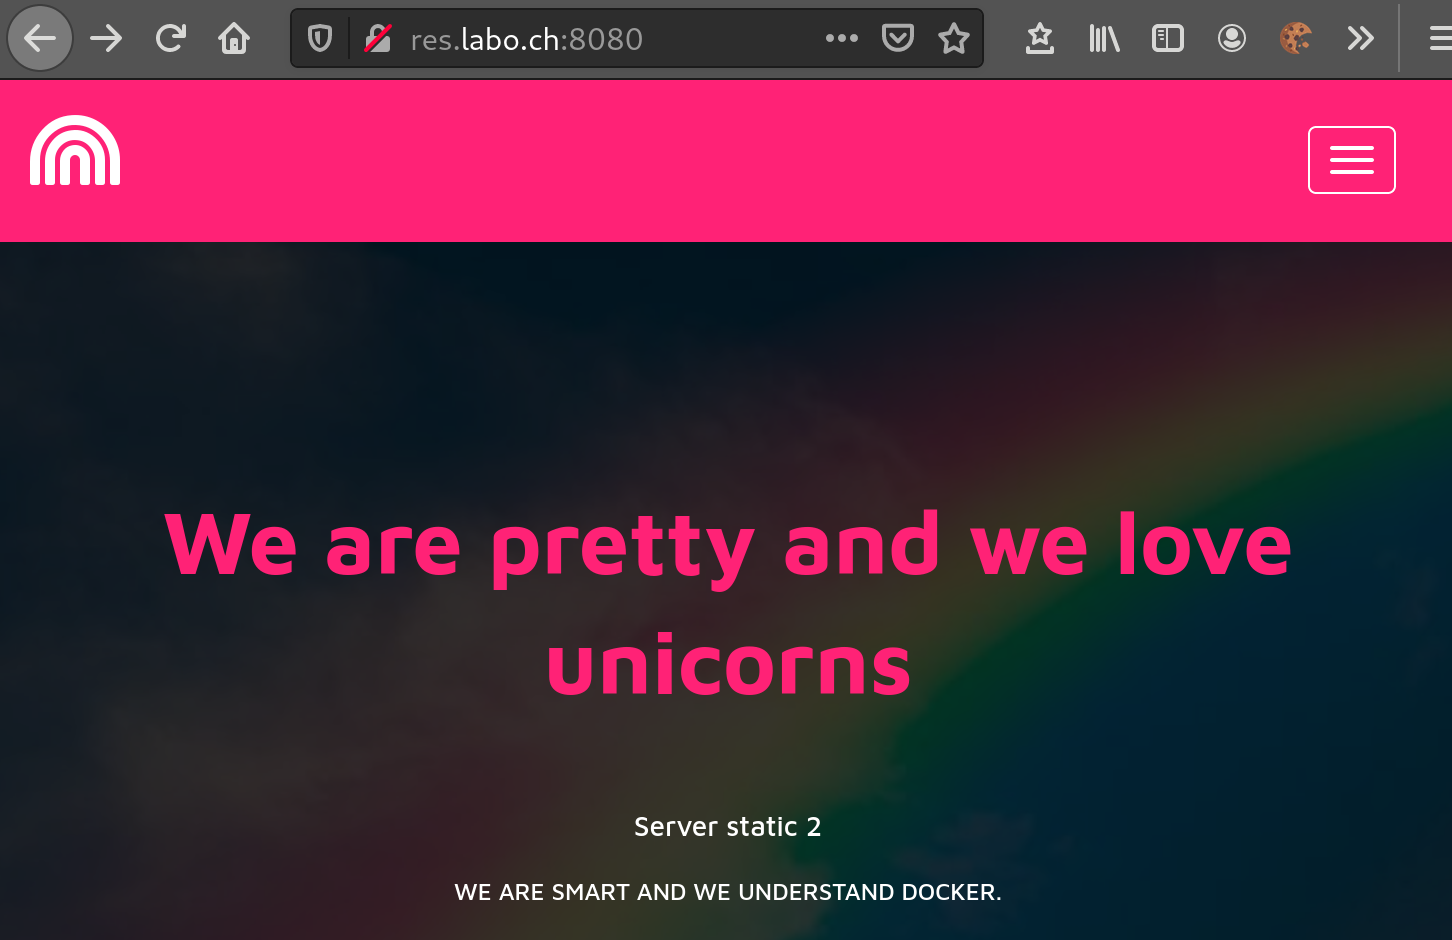 res.labo.ch:8080
We are pretty and we love
unicorns
Server static 2
WE ARE SMART AND WE UNDERSTAND DOCKER.